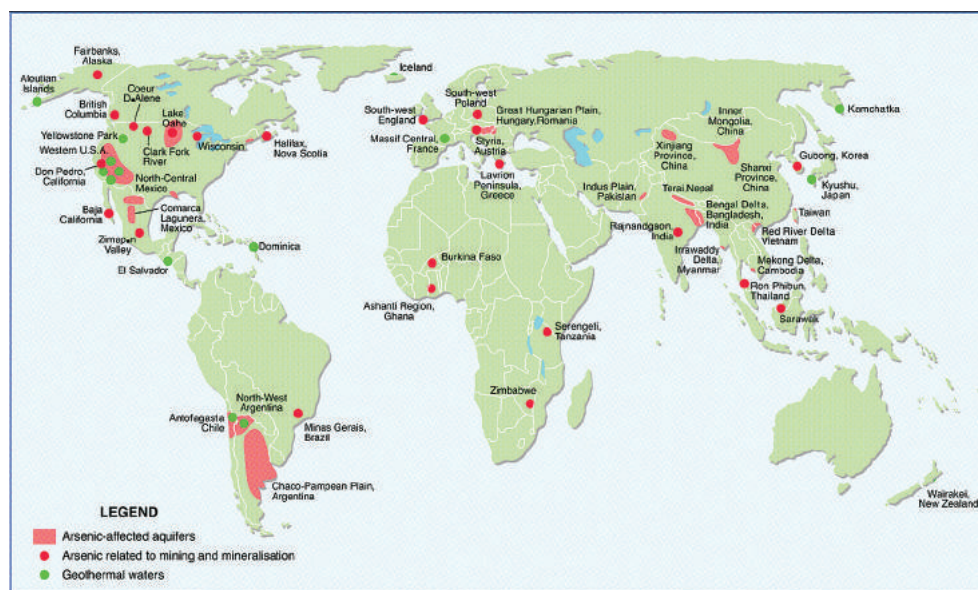 Fairbanks,
Alaska
Aloutian
Islands
Coeur
D'Alene
British
Columbia
Lake
Oahe
Yellowstone Park
Clark Fork
River
Wisconsin
Halifax,
Nova Scotia
Western U.S.A.
Don Pedro,
California
North-Central
Mexico
Baja
California
Comarca
Lagunera,
Mexico
Zimapan
Valley
El Salvador
Dominica
Iceland
South-west
England
South-west
Poland
Great Hungarian Plain,
Hungary,Romania
Massif Central,
France
Styria,
Austria
Lavrion
Peninsula,
Greece
Inner
Mongolia,
China
Kamchatka
Xinjiang
Province,
China
Gubong, Korea
Shanxi
Province,
China
Kyushu,
Japan
Indus Plain,
Pakistan
Terai,Nepal
Bengal Delta,
Bangladesh,
India
Taiwan
Rajnandgaon,
India
Red River Delta
Vietnam
Irrawaddy
Delta,
Myanmar
Mekong Delta,
Cambodia
Ron Phibun,
Thailand
Sarawak
Burkina Faso
Ashanti Region,
Ghana
Serengeti,
Tanzania
Zimbabwe
North-West
Argentina
Antofagasta
Chile
Minas Gerais,
Brazil
Chaco-Pampean Plain,
Argentina
Wairakei,
New Zealand
LEGEND
Arsenic-affected aquifers
Arsenic related to mining and mineralisation
Geothermal waters